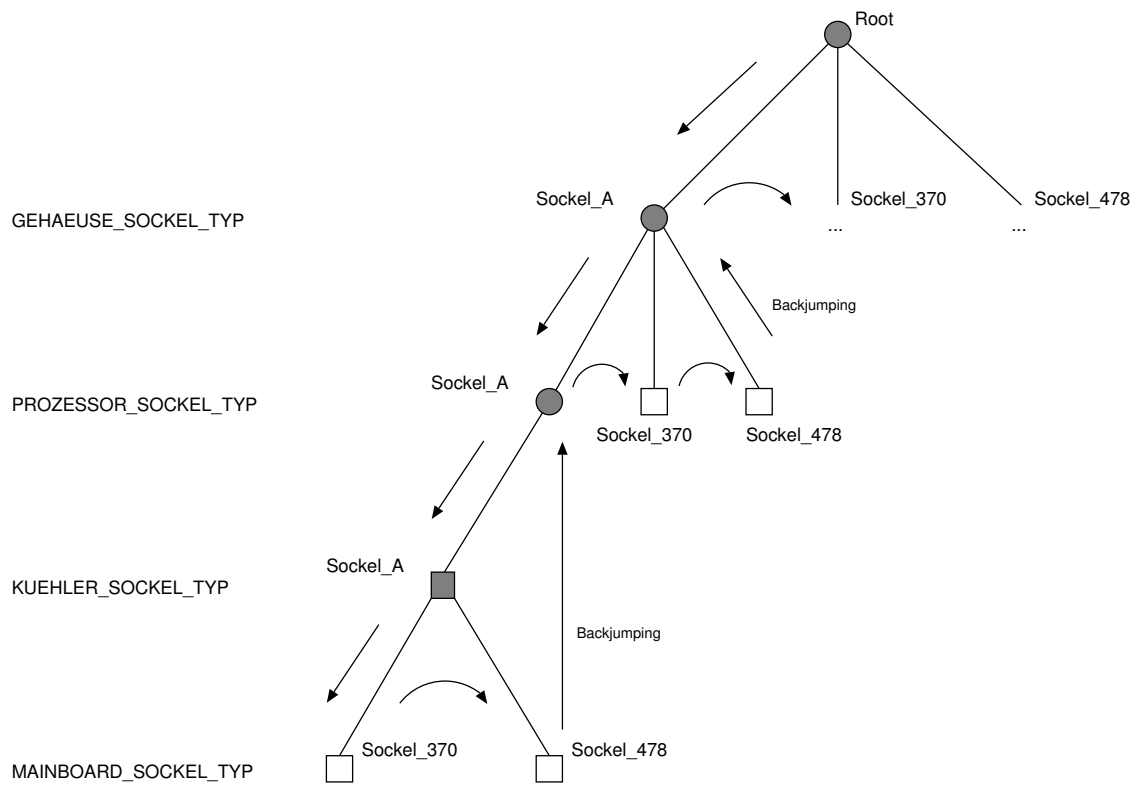 Root
Sockel_A
Sockel_370
Sockel_478
GEHAEUSE_SOCKEL_TYP
...
...
Backjumping
Sockel_A
PROZESSOR_SOCKEL_TYP
Sockel_370
Sockel_478
Sockel_A
KUEHLER_SOCKEL_TYP
Backjumping
Sockel_370
Sockel_478
MAINBOARD_SOCKEL_TYP